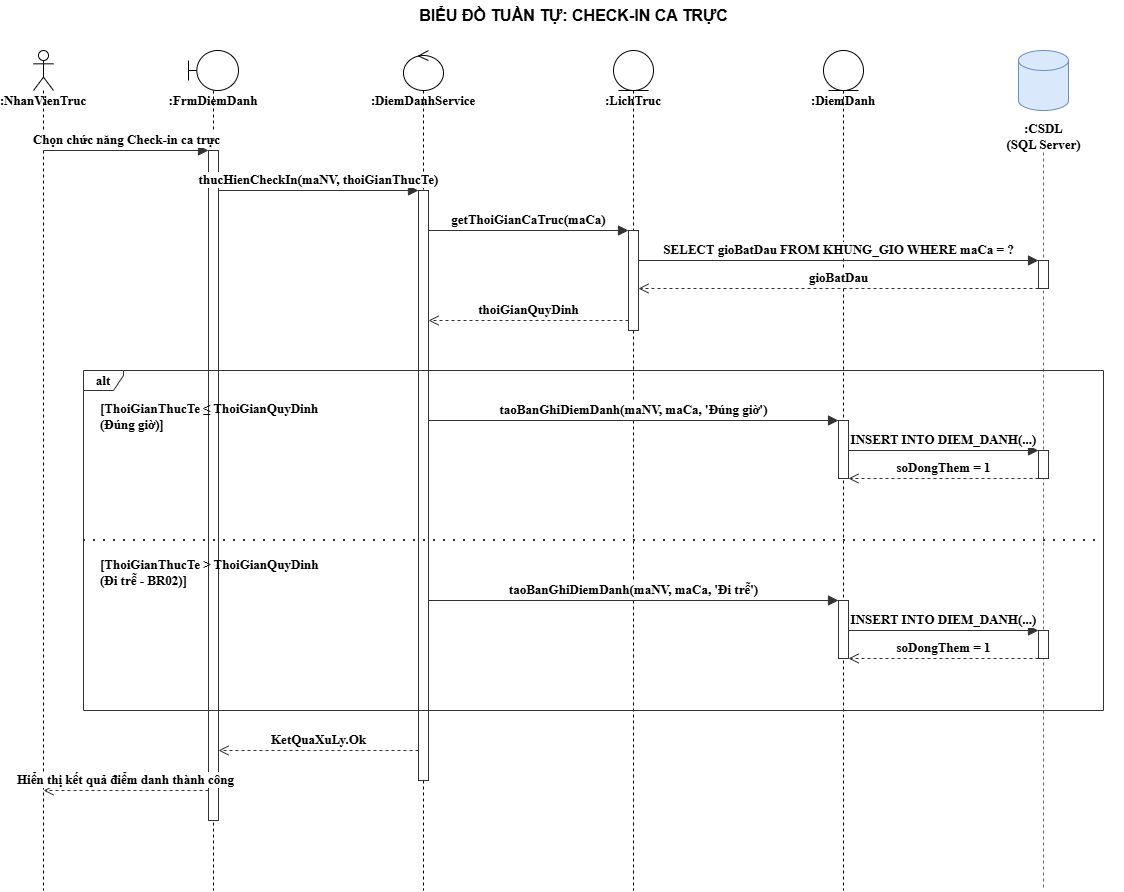 BIỂU ĐỒ TUẦN TỰ: CHECK-IN CA TRỰC
:NhanVienTruc
:FrmDiemDanh
:DiemDanhService
:LichTruc
:DiemDanh
:CSDL
(SQL Server)
Chọn chức năng Check-in ca trực
thucHienCheckIn(maNV, thoiGianThucTe)
getThoiGianCaTruc(maCa)
SELECT gioBatDau FROM KHUNG_GIO WHERE maCa = ?
gioBatDau
thoiGianQuyDinh
alt
[ThoiGianThucTe ≤ ThoiGianQuyDinh
(Đúng giờ)]
taoBanGhiDiemDanh(maNV, maCa, 'Đúng giờ')
INSERT INTO DIEM_DANH(...)
soDongThem = 1
[ThoiGianThucTe > ThoiGianQuyDinh
(Đi trễ - BR02)]
taoBanGhiDiemDanh(maNV, maCa, 'Đi trễ')
INSERT INTO DIEM_DANH(...)
soDongThem = 1
KetQuaXuLy.Ok
Hiển thị kết quả điểm danh thành công